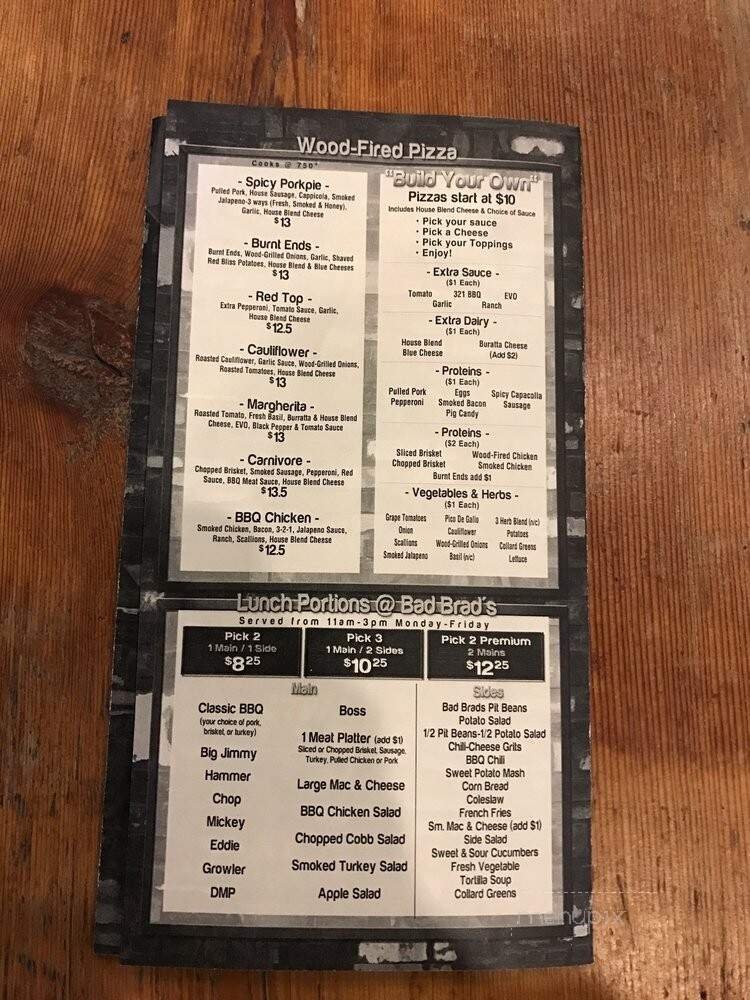 Wood-Fired Pizza
Cooks @ 750°
- Spicy Porkpie -
Pulled Pork, House Sausage, Cappicola, Smoked
Jalapeno-3 ways (Fresh, Smoked & Honey),
Garlic, House Blend Cheese
$13
- Burnt Ends -
Burnt Ends, Wood-Grilled Onions, Garlic, Shaved
Red Bliss Potatoes, House Blend & Blue Cheeses
$13
- Red Top -
Extra Pepperoni, Tomato Sauce, Garlic,
House Blend Cheese
$12.5
- Cauliflower -
Roasted Cauliflower, Garlic Sauce, Wood-Grilled Onions,
Roasted Tomatoes, House Blend Cheese
$13
- Margherita -
Roasted Tomato, Fresh Basil, Burratta & House Blend
Cheese, EVO, Black Pepper & Tomato Sauce
$13
- Carnivore -
Chopped Brisket, Smoked Sausage, Pepperoni, Red
Sauce, BBQ Meat Sauce, House Blend Cheese
$13.5
- BBQ Chicken -
Smoked Chicken, Bacon, 3-2-1, Jalapeno Sauce,
Ranch, Scallions, House Blend Cheese
$12.5
"Build Your Own"
Pizzas start at $10
Includes House Blend Cheese & Choice of Sauce
· Pick your sauce
· Pick a Cheese
· Pick your Toppings
· Enjoy!
- Extra Sauce -
($1 Each)
Tomato 321 BBQ EVO
Garlic Ranch
- Extra Dairy -
($1 Each)
House Blend Buratta Cheese
Blue Cheese (Add $2)
- Proteins -
($1 Each)
Pulled Pork Eggs Spicy Capacolla
Pepperoni Smoked Bacon Sausage
Pig Candy
- Proteins -
($2 Each)
Sliced Brisket Wood-Fired Chicken
Chopped Brisket Smoked Chicken
Burnt Ends add $1
- Vegetables & Herbs -
($1 Each)
Grape Tomatoes Pico De Gallo 3 Herb Blend (n/c)
Onion Cauliflower Potatoes
Scallions Wood-Grilled Onions Collard Greens
Smoked Jalapeno Basil (n/c) Lettuce
Lunch Portions @ Bad Brad's
Served from 11am-3pm Monday-Friday
Pick 2
1 Main / 1 Side
$8 25
Pick 3
1 Main / 2 Sides
$10 25
Pick 2 Premium
2 Mains
$12 25
Main
Classic BBQ
(your choice of pork,
brisket, or turkey)
Big Jimmy
Hammer
Chop
Mickey
Eddie
Growler
DMP
Boss
1 Meat Platter (add $1)
Sliced or Chopped Brisket, Sausage,
Turkey, Pulled Chicken or Pork
Large Mac & Cheese
BBQ Chicken Salad
Chopped Cobb Salad
Smoked Turkey Salad
Apple Salad
Sides
Bad Brads Pit Beans
Potato Salad
1/2 Pit Beans-1/2 Potato Salad
Chili-Cheese Grits
BBQ Chili
Sweet Potato Mash
Corn Bread
Coleslaw
French Fries
Sm. Mac & Cheese (add $1)
Side Salad
Sweet & Sour Cucumbers
Fresh Vegetable
Tortilla Soup
Collard Greens
menupix